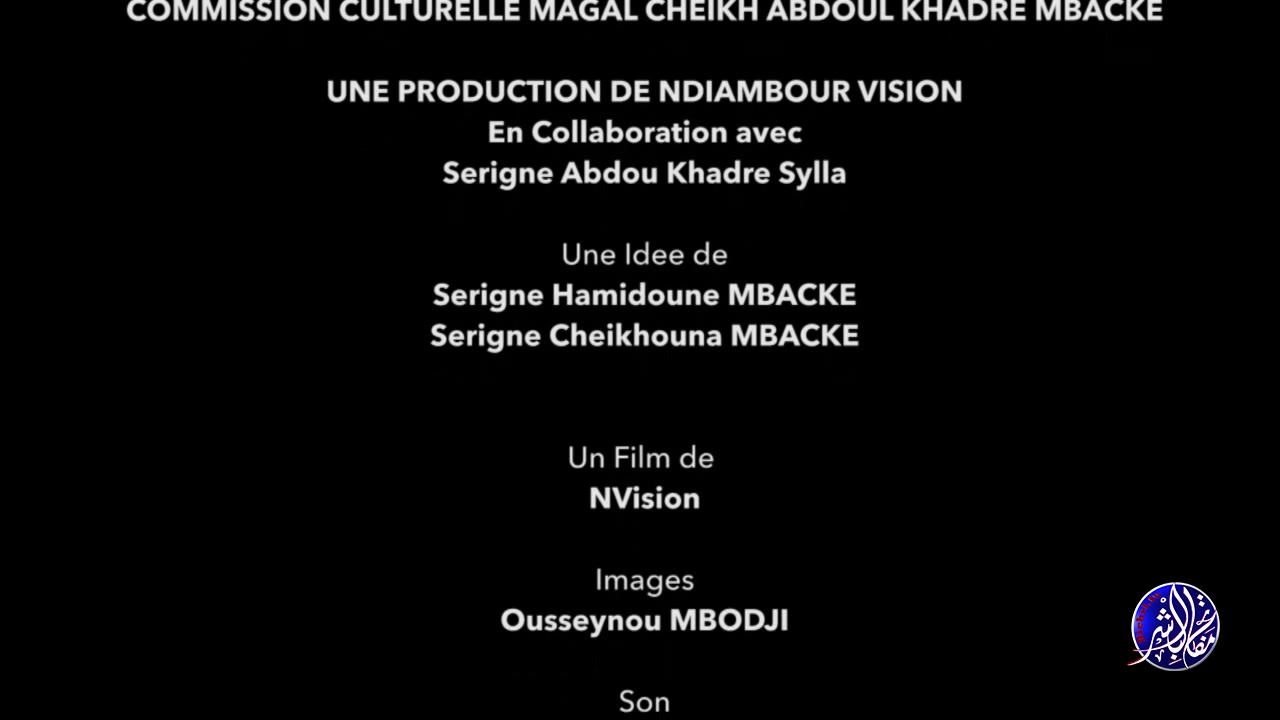 COMMISSION CULTURELLE MAGAL CHEIKH ABDOUL KHADRE MBACKE
UNE PRODUCTION DE NDIAMBOUR VISION
En Collaboration avec
Serigne Abdou Khadre Sylla
Une Idee de
Serigne Hamidoune MBACKE
Serigne Cheikhouna MBACKE
Un Film de
NVision
Images
Ousseynou MBODJI
Son